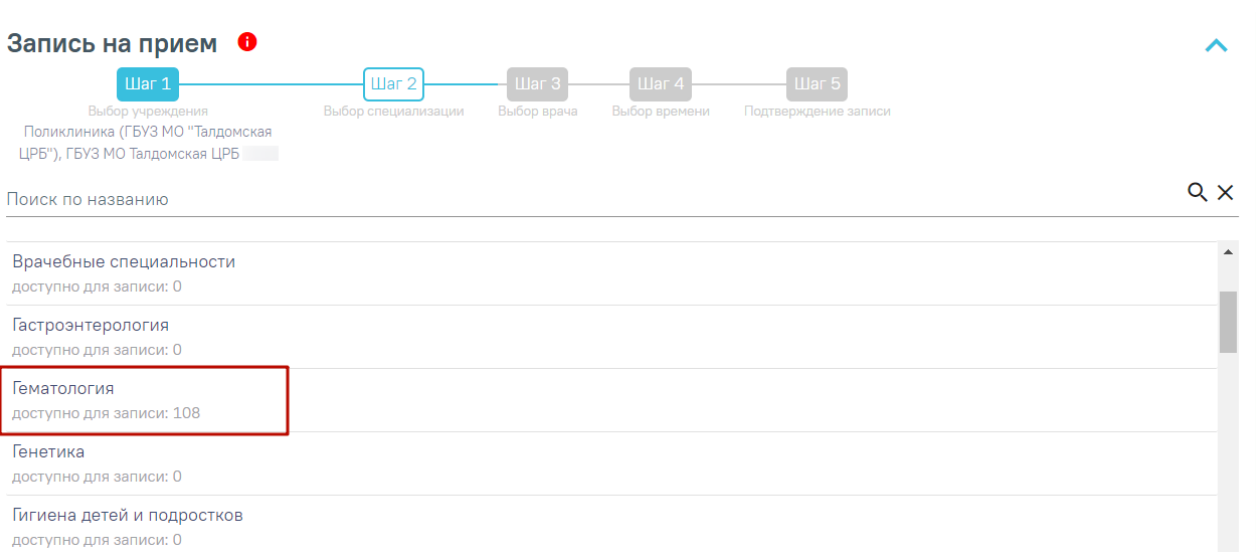 Запись на прием
Шаг 1 Шаг 2 Шаг 3 Шаг 4 Шаг 5
Выбор учреждения Выбор специализации Выбор врача Выбор времени Подтверждение записи
Поликлиника (ГБУЗ МО "Талдомская
ЦРБ"), ГБУЗ МО Талдомская ЦРБ
Поиск по названию
Врачебные специальности
доступно для записи: 0
Гастроэнтерология
доступно для записи: 0
Гематология
доступно для записи: 108
Генетика
доступно для записи: 0
Гигиена детей и подростков
доступно для записи: 0